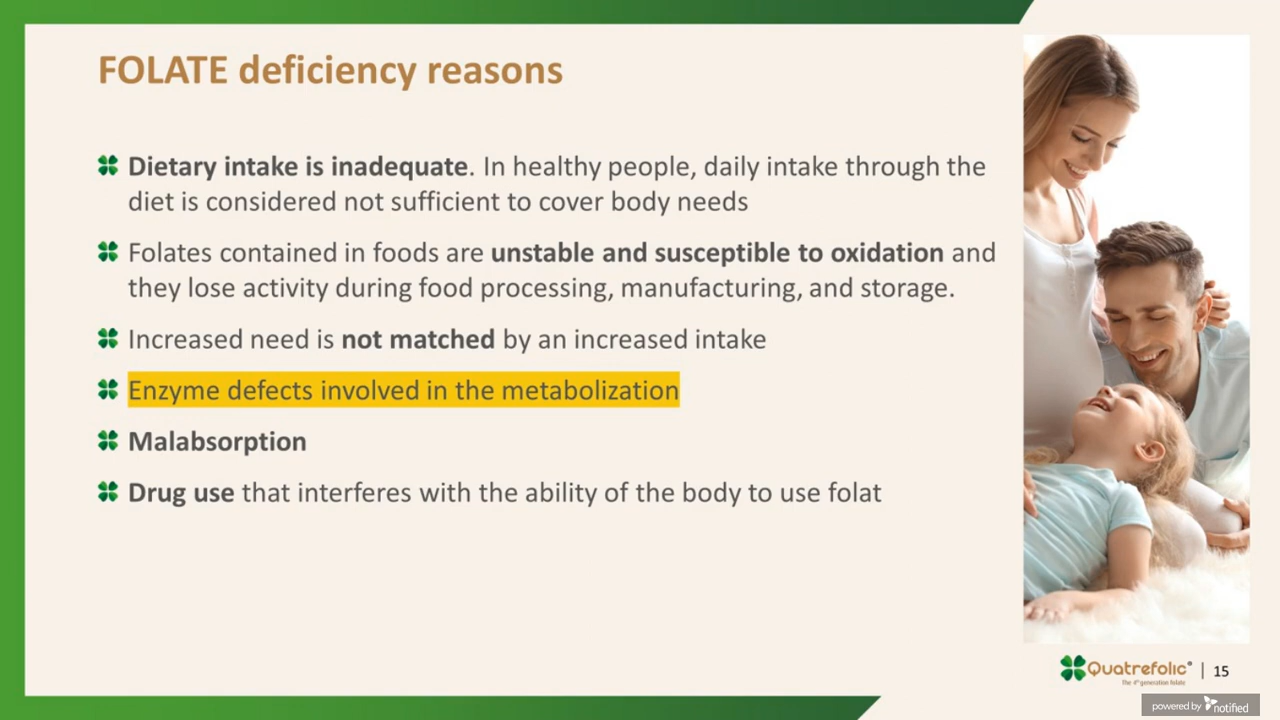 FOLATE deficiency reasons
Dietary intake is inadequate. In healthy people, daily intake through the
diet is considered not sufficient to cover body needs
Folates contained in foods are unstable and susceptible to oxidation and
they lose activity during food processing, manufacturing, and storage.
Increased need is not matched by an increased intake
Enzyme defects involved in the metabolization
Malabsorption
Drug use that interferes with the ability of the body to use folat
Quatrefolic® | 15
The 4th generation folate
powered by notified